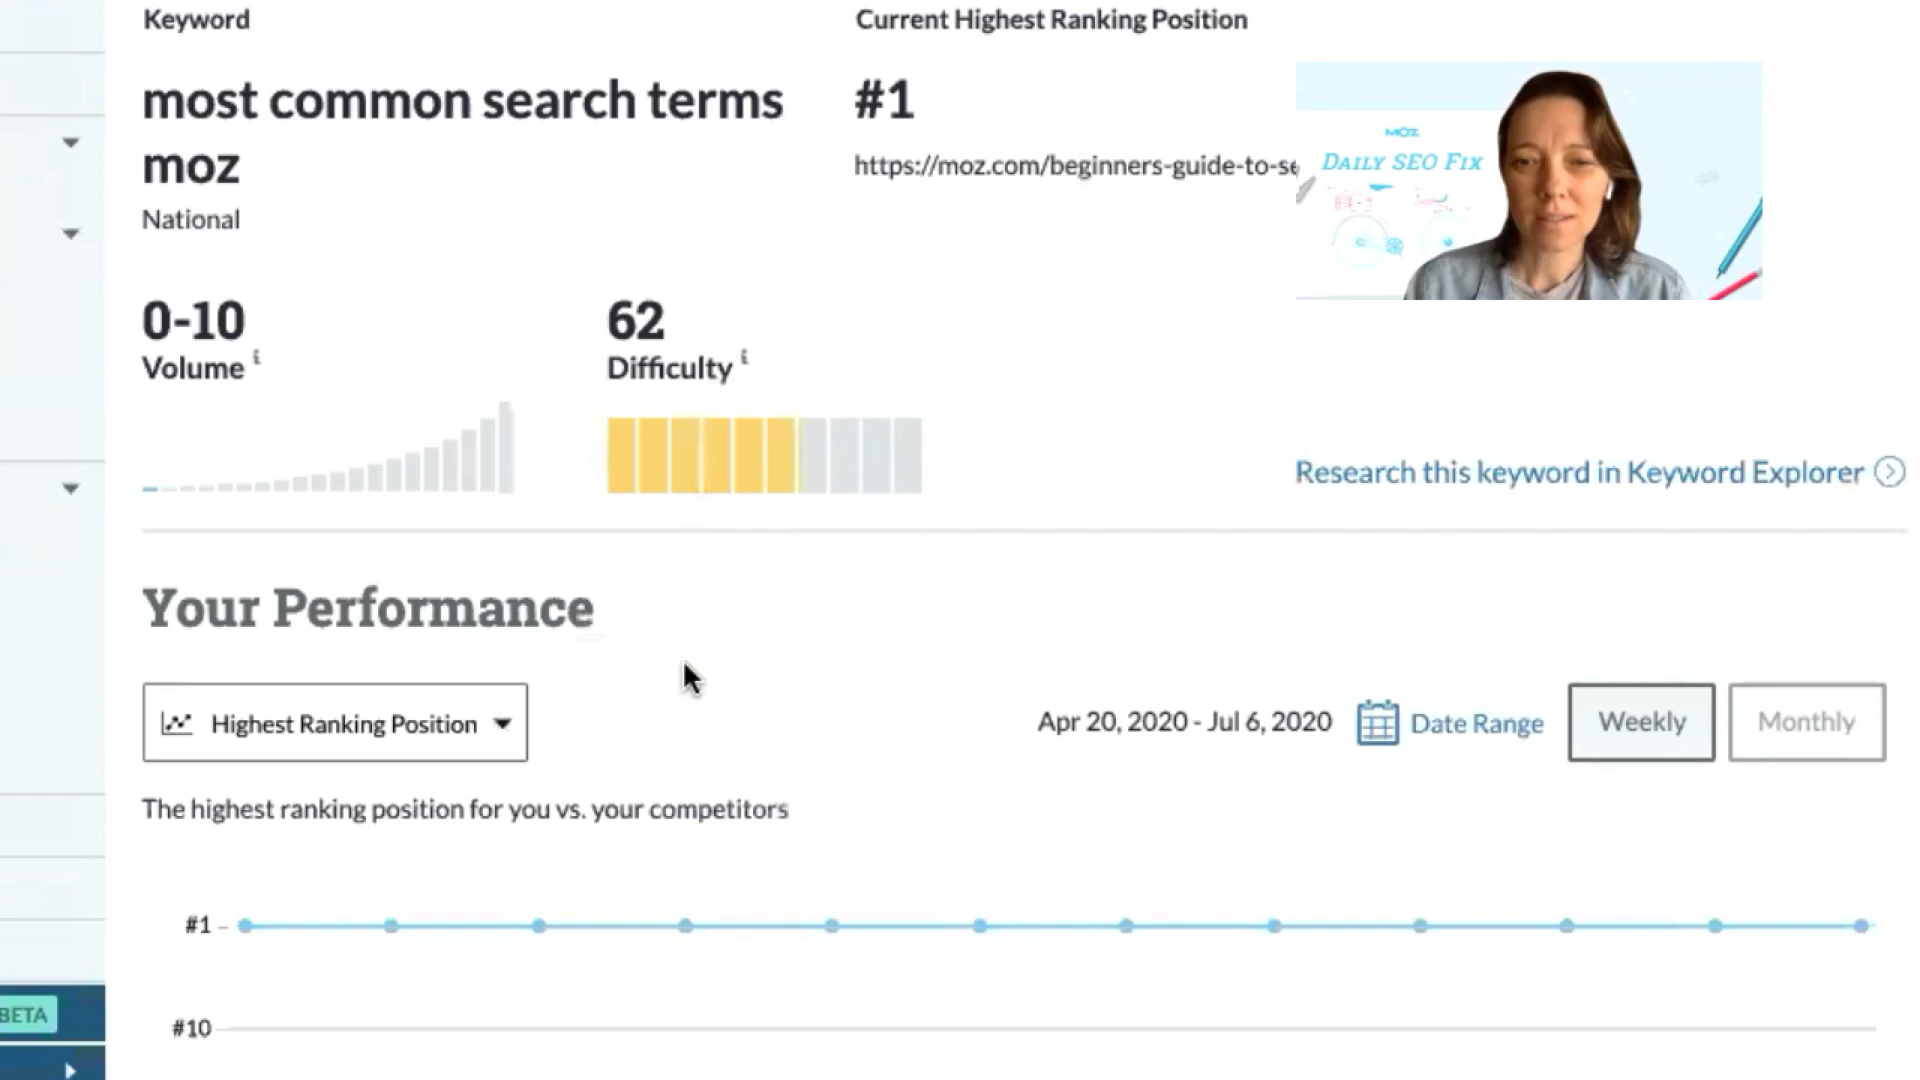 Keyword
Current Highest Ranking Position
most common search terms
moz
#1
https://moz.com/beginners-guide-to-se
National
MOZ
DAILY SEO FIX
0-10
Volume i
62
Difficulty i
Research this keyword in Keyword Explorer
Your Performance
Highest Ranking Position
Apr 20, 2020 - Jul 6, 2020
Date Range
Weekly
Monthly
The highest ranking position for you vs. your competitors
#1
#10
BETA